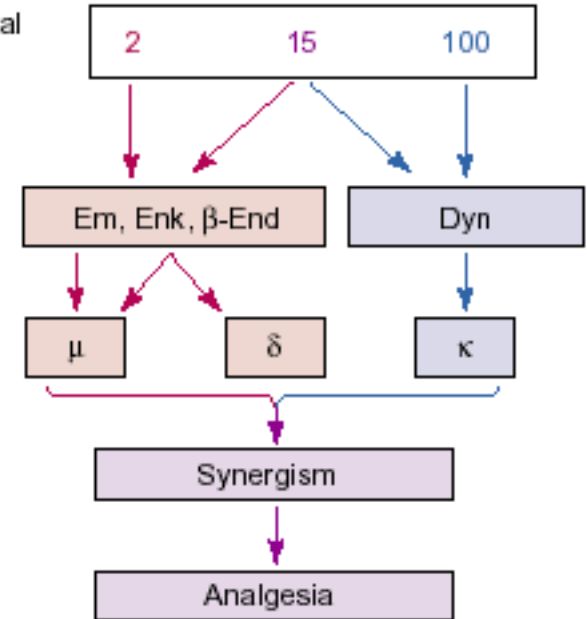 al
2 15 100
Em, Enk, β-End Dyn
μ δ κ
Synergism
Analgesia